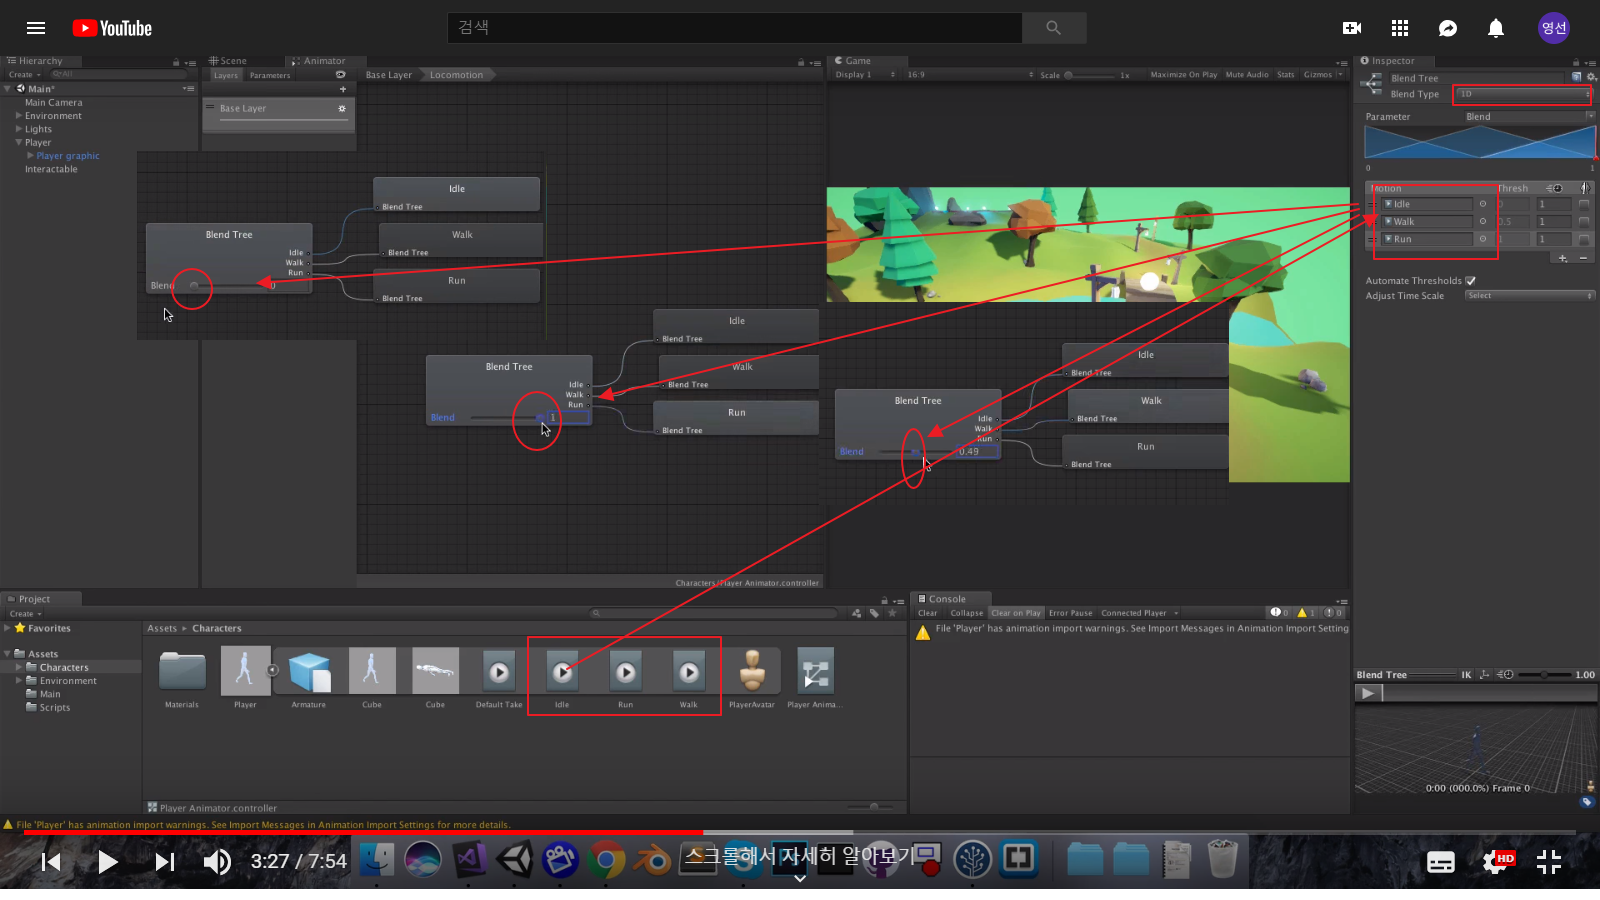 YouTube
검색
영선
Hierarchy
Create
All
Main*
Main Camera
Environment
Lights
Player
Player graphic
Interactable
Scene
Animator
Layers
Parameters
Base Layer
Base Layer
Locomotion
Idle
Blend Tree
Blend Tree
Walk
Idle
Walk
Blend Tree
Run
Run
Blend
0
Blend Tree
Idle
Blend Tree
Blend Tree
Walk
Idle
Walk
Blend Tree
Run
Run
Blend
1
Blend Tree
Idle
Blend Tree
Blend Tree
Walk
Idle
Blend Tree
Walk
Run
Run
Blend
0.49
Blend Tree
Characters/Player Animator.controller
Game
Display 1
16:9
Scale
1x
Maximize On Play
Mute Audio
Stats
Gizmos
Inspector
Blend Tree
Blend Type
1D
Parameter
Blend
0
1
Motion
Thresh
Idle
0
1
Walk
0.5
1
Run
1
1
Automate Thresholds
Adjust Time Scale
Select
Project
Create
Favorites
Assets
Characters
Environment
Main
Scripts
Assets ▸ Characters
Materials
Player
Armature
Cube
Cube
Default Take
Idle
Run
Walk
PlayerAvatar
Player Anima...
Player Animator.controller
Console
Clear
Collapse
Clear on Play
Error Pause
Connected Player
0
1
0
File 'Player' has animation import warnings. See Import Messages in Animation Import Setting
Blend Tree
IK
1.00
0:00 (000.0%) Frame 0
File 'Player' has animation import warnings. See Import Messages in Animation Import Settings for more details.
3:27 / 7:54
스크롤해서 자세히 알아보기
HD